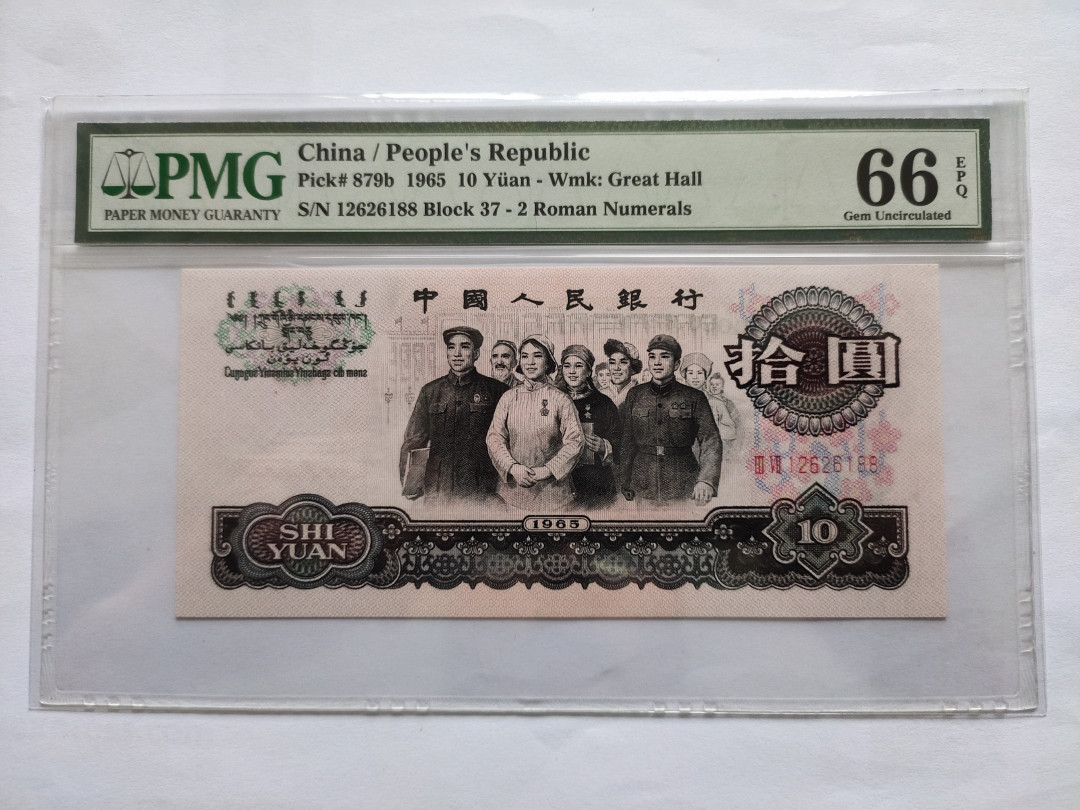 PMG
PAPER MONEY GUARANTY
China / People's Republic
Pick# 879b 1965 10 Yüan - Wmk: Great Hall
S/N 12626188 Block 37 - 2 Roman Numerals
66 EPQ
Gem Uncirculated
中國人民銀行
拾圓
III VII 12626188
1965
SHI
YUAN
10